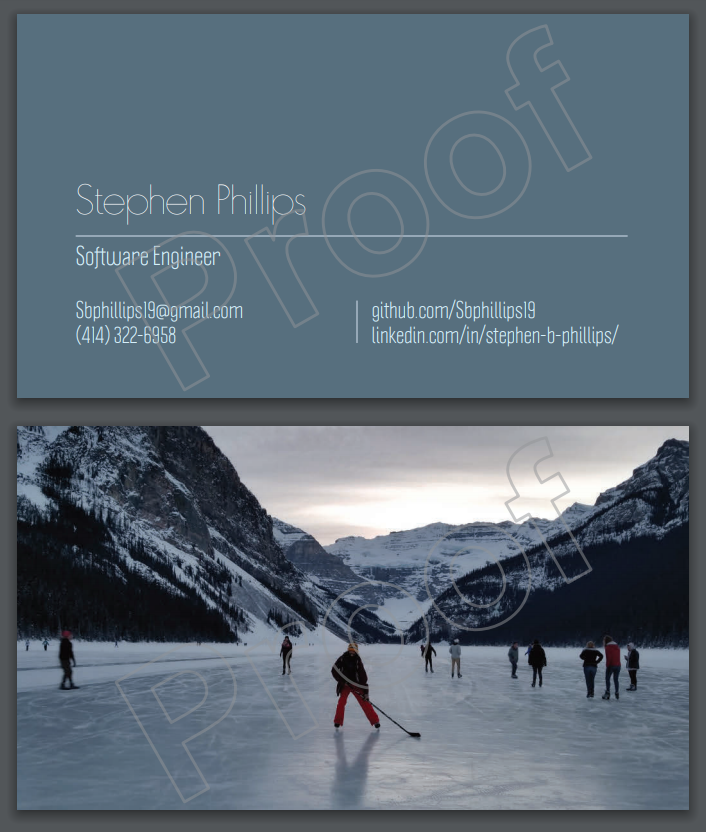 Stephen Phillips
Software Engineer
Sbphillips19@gmail.com
(414) 322-6958
github.com/Sbphillips19
linkedin.com/in/stephen-b-phillips/
Proof
Proof